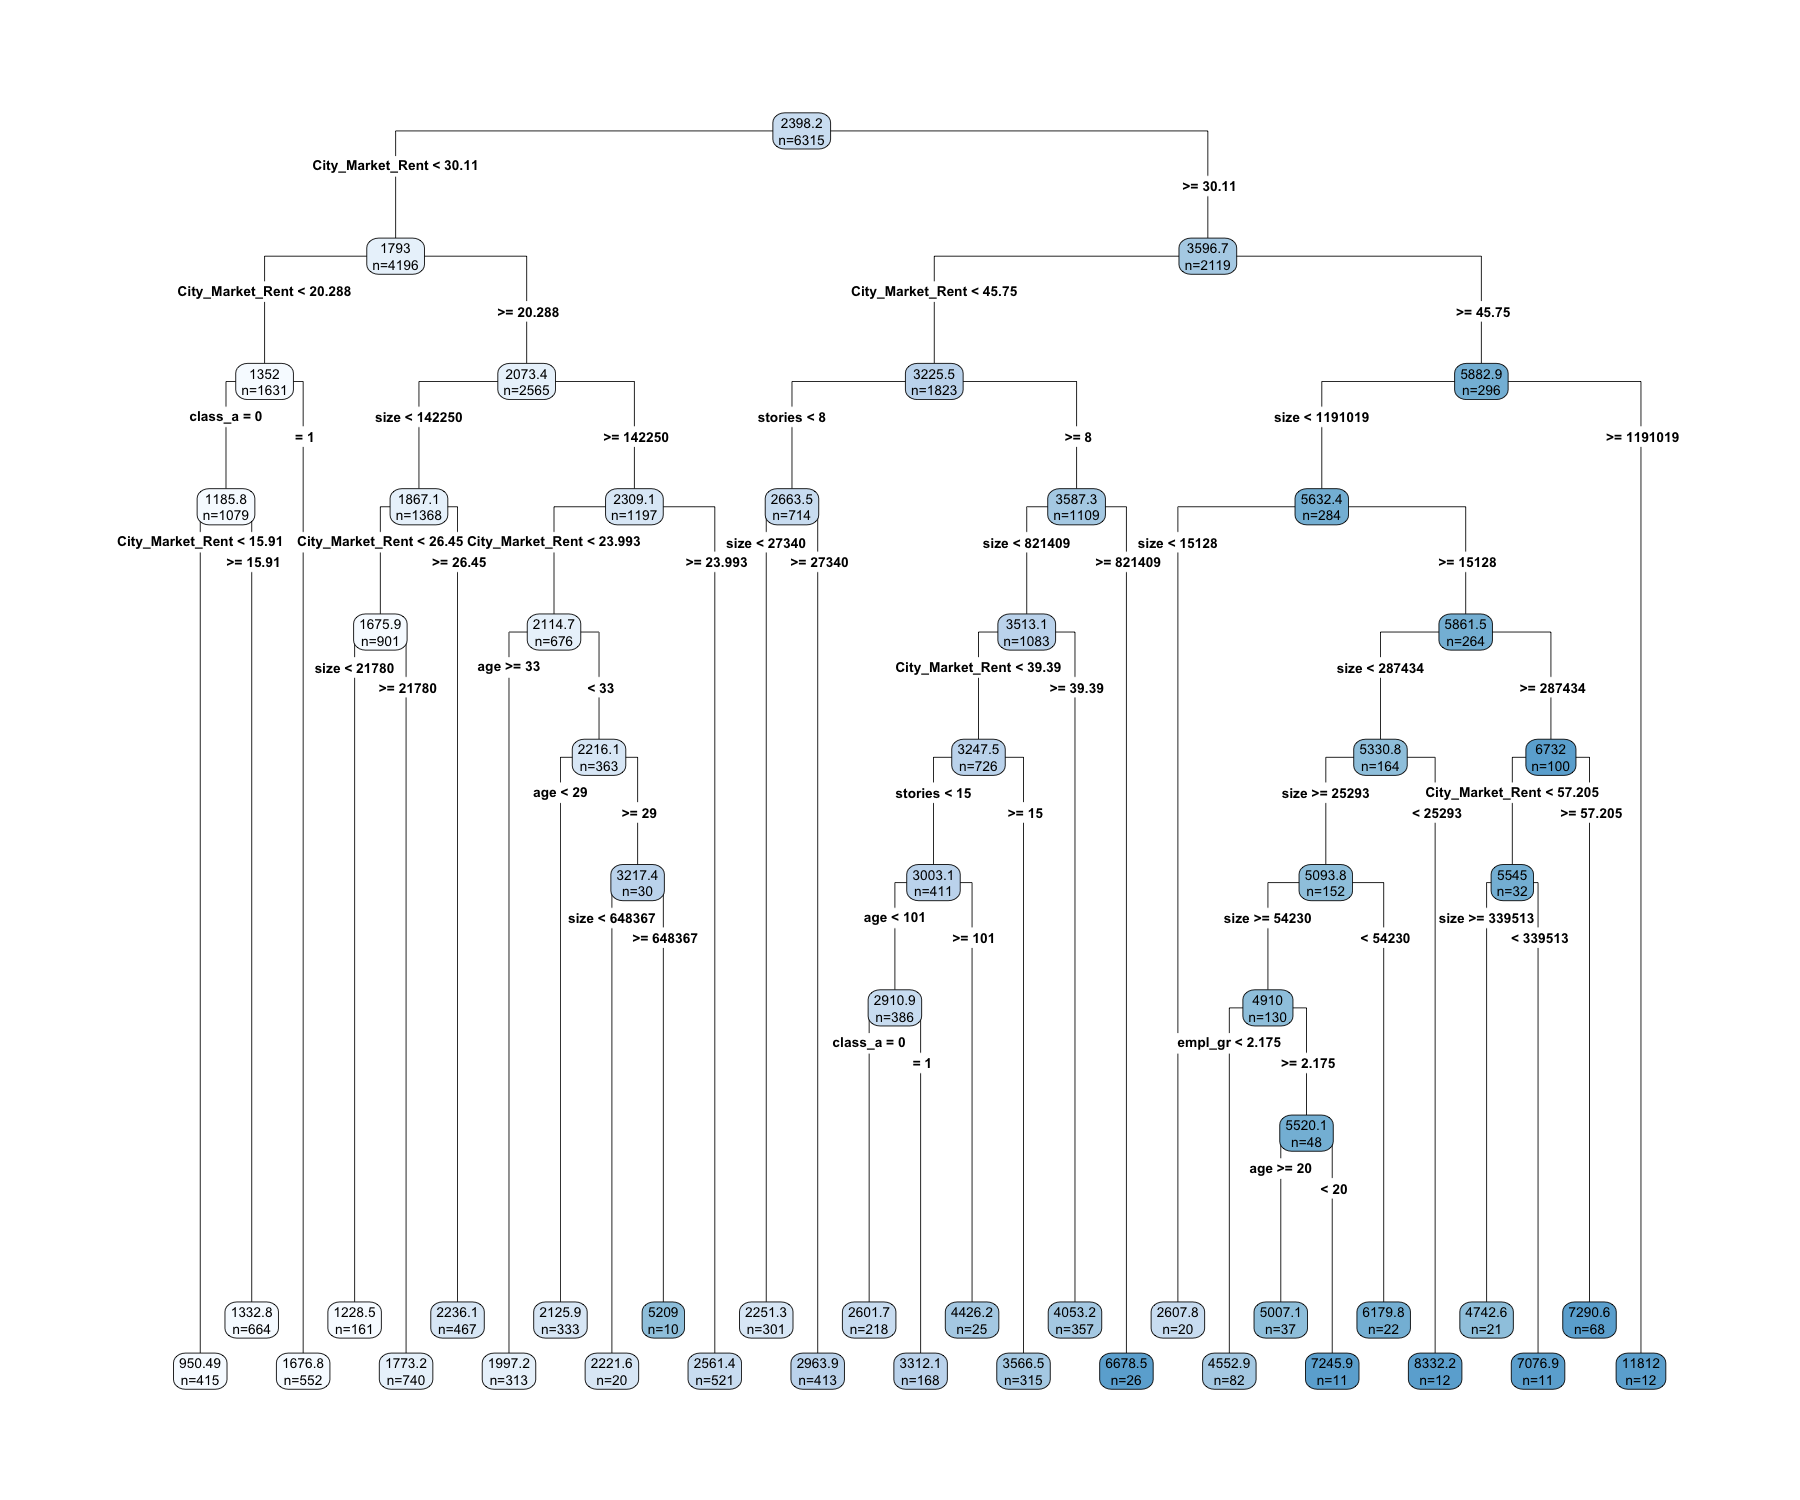 2398.2
n=6315
City_Market_Rent < 30.11
>= 30.11
1793
n=4196
3596.7
n=2119
City_Market_Rent < 20.288
>= 20.288
City_Market_Rent < 45.75
>= 45.75
1352
n=1631
2073.4
n=2565
3225.5
n=1823
5882.9
n=296
class_a = 0
= 1
size < 142250
>= 142250
stories < 8
>= 8
size < 1191019
>= 1191019
1185.8
n=1079
1867.1
n=1368
2309.1
n=1197
2663.5
n=714
3587.3
n=1109
5632.4
n=284
City_Market_Rent < 15.91
>= 15.91
City_Market_Rent < 26.45
>= 26.45
City_Market_Rent < 23.993
>= 23.993
size < 27340
>= 27340
size < 821409
>= 821409
size < 15128
>= 15128
1675.9
n=901
2114.7
n=676
3513.1
n=1083
5861.5
n=264
size < 21780
>= 21780
age >= 33
< 33
City_Market_Rent < 39.39
>= 39.39
size < 287434
>= 287434
2216.1
n=363
3247.5
n=726
5330.8
n=164
6732
n=100
age < 29
>= 29
stories < 15
>= 15
size >= 25293
< 25293
City_Market_Rent < 57.205
>= 57.205
3217.4
n=30
3003.1
n=411
5093.8
n=152
5545
n=32
size < 648367
>= 648367
age < 101
>= 101
size >= 54230
< 54230
size >= 339513
< 339513
2910.9
n=386
4910
n=130
class_a = 0
= 1
empl_gr < 2.175
>= 2.175
5520.1
n=48
age >= 20
< 20
1332.8
n=664
1228.5
n=161
2236.1
n=467
2125.9
n=333
5209
n=10
2251.3
n=301
2601.7
n=218
4426.2
n=25
4053.2
n=357
2607.8
n=20
5007.1
n=37
6179.8
n=22
4742.6
n=21
7290.6
n=68
950.49
n=415
1676.8
n=552
1773.2
n=740
1997.2
n=313
2221.6
n=20
2561.4
n=521
2963.9
n=413
3312.1
n=168
3566.5
n=315
6678.5
n=26
4552.9
n=82
7245.9
n=11
8332.2
n=12
7076.9
n=11
11812
n=12